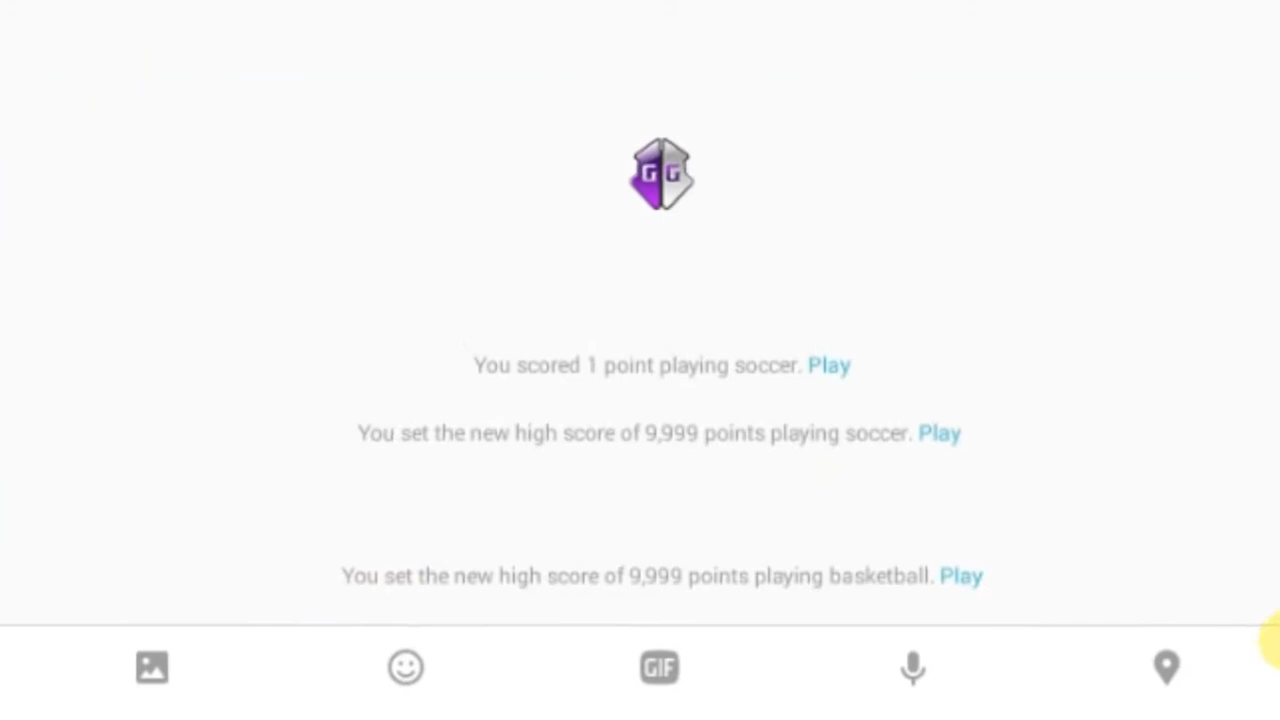 GG
You scored 1 point playing soccer. Play
You set the new high score of 9,999 points playing soccer. Play
You set the new high score of 9,999 points playing basketball. Play
GIF